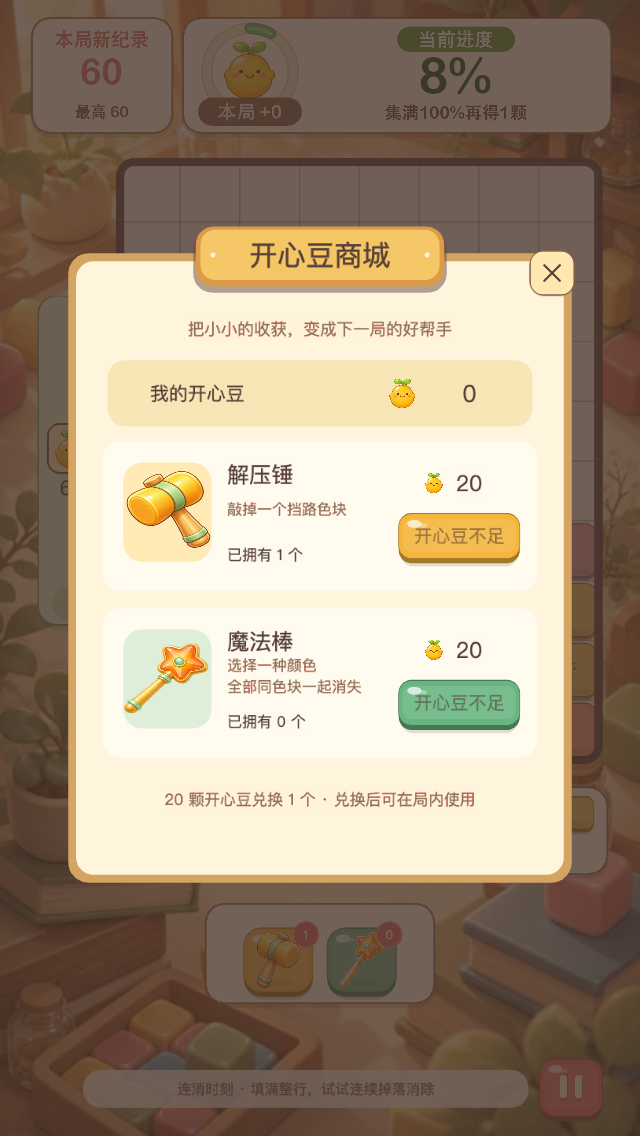 本局新纪录
60
最高 60
本局 +0
当前进度
8%
集满100%再得1颗
开心豆商城
把小小的收获，变成下一局的好帮手
我的开心豆
0
解压锤
敲掉一个挡路色块
已拥有 1 个
20
开心豆不足
魔法棒
选择一种颜色
全部同色块一起消失
已拥有 0 个
20
开心豆不足
20 颗开心豆兑换 1 个 · 兑换后可在局内使用
1
0
连消时刻 · 填满整行，试试连续掉落消除